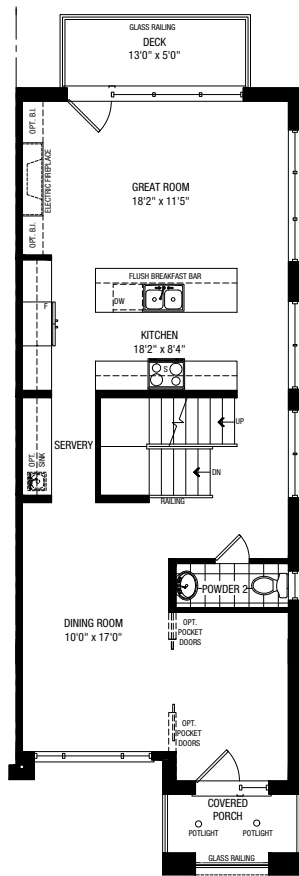 GLASS RAILING
DECK
13'0" x 5'0"
OPT. B.I.
ELECTRIC FIREPLACE
OPT. B.I.
GREAT ROOM
18'2" x 11'5"
FLUSH BREAKFAST BAR
DW
F
KITCHEN
18'2" x 8'4"
S
UP
SERVERY
OPT.
SINK
DN
RAILING
POWDER 2
DINING ROOM
10'0" x 17'0"
OPT.
POCKET
DOORS
OPT.
POCKET
DOORS
COVERED
PORCH
POTLIGHT
POTLIGHT
GLASS RAILING